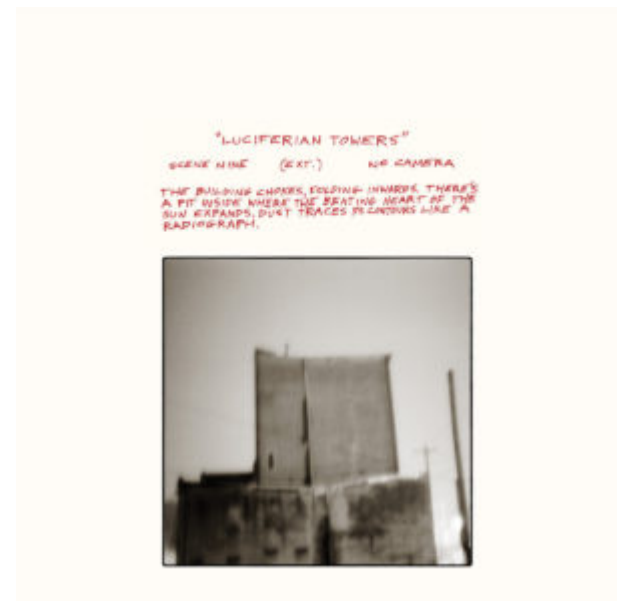 "LUCIFERIAN TOWERS"
SCENE NINE (EXT.) NO CAMERA
THE BUILDING CHOKES, FOLDING INWARDS. THERE'S
A PIT INSIDE WHERE THE BEATING HEART OF THE
SUN EXPANDS, DUST TRACES ITS CONTOURS LIKE A
RADIOGRAPH.